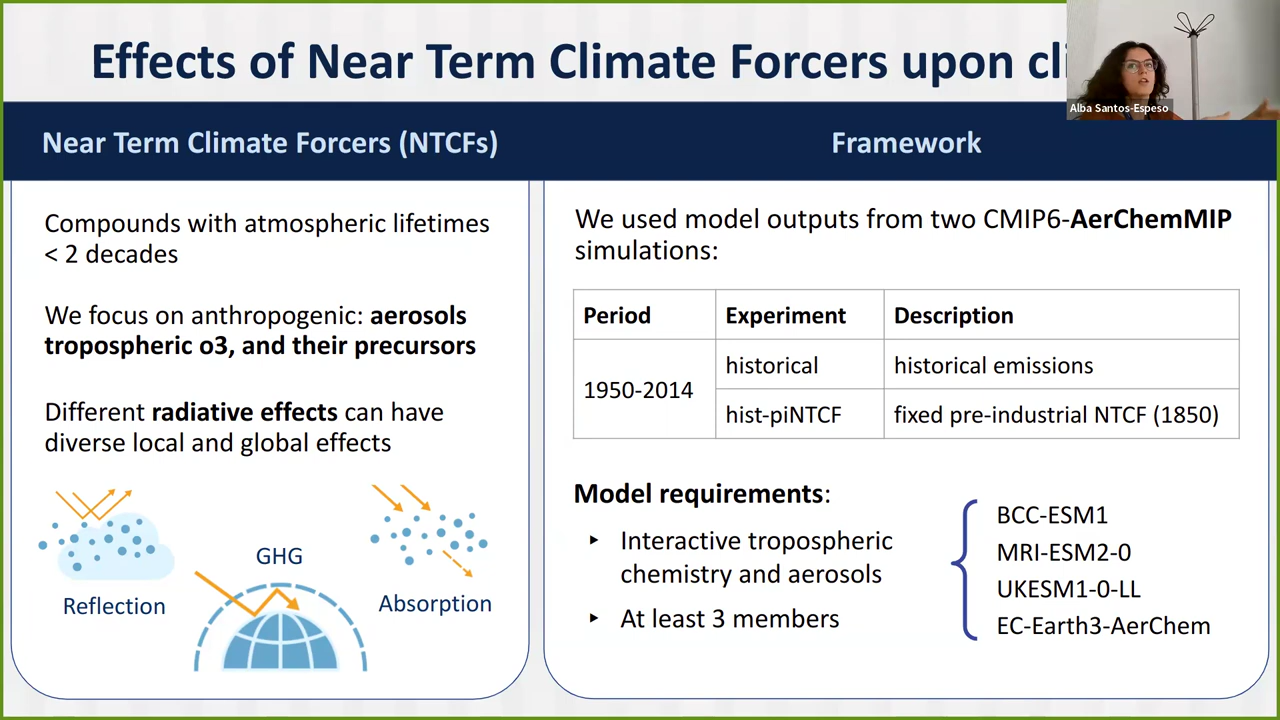 Effects of Near Term Climate Forcers upon cli
Alba Santos-Espeso
Near Term Climate Forcers (NTCFs)
Compounds with atmospheric lifetimes
< 2 decades
We focus on anthropogenic: aerosols
tropospheric o3, and their precursors
Different radiative effects can have
diverse local and global effects
Reflection
GHG
Absorption
Framework
We used model outputs from two CMIP6-AerChemMIP
simulations:
Period Experiment Description
1950-2014
historical historical emissions
hist-piNTCF fixed pre-industrial NTCF (1850)
Model requirements:
‣ Interactive tropospheric
chemistry and aerosols
‣ At least 3 members
BCC-ESM1
MRI-ESM2-0
UKESM1-0-LL
EC-Earth3-AerChem